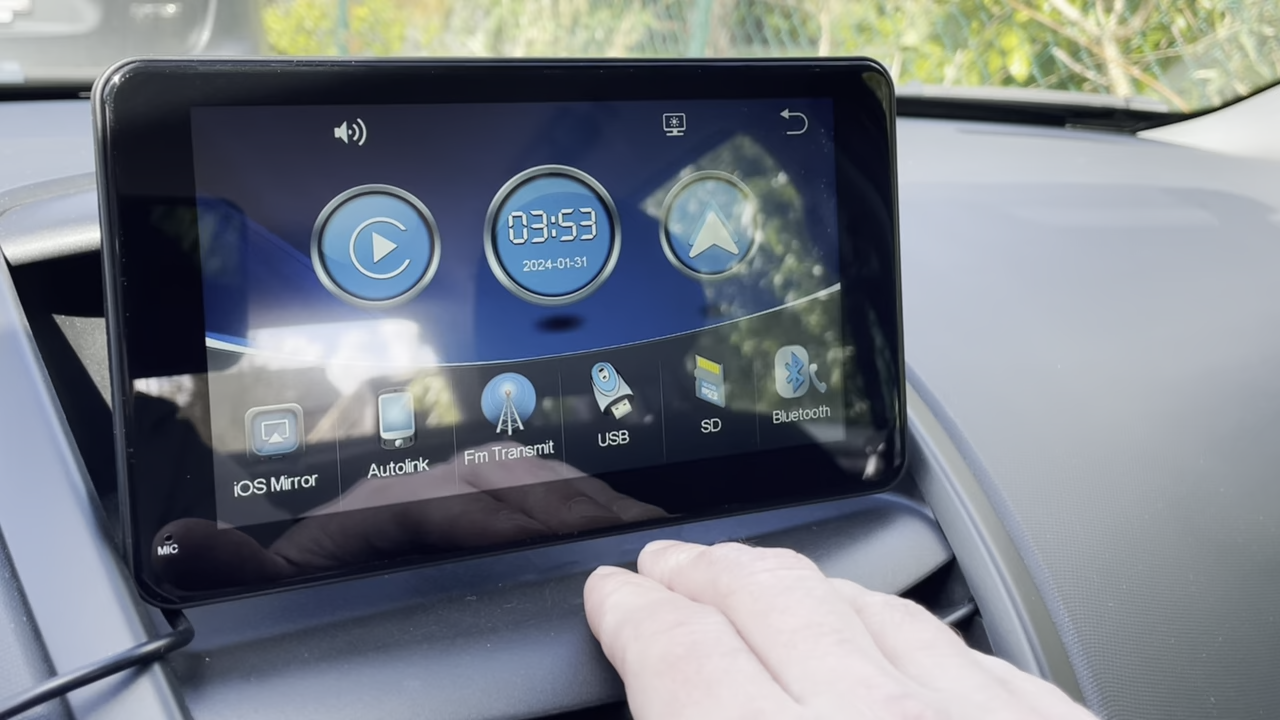 03:53
2024-01-31
iOS Mirror
Autolink
Fm Transmit
USB
SD
Bluetooth
MIC